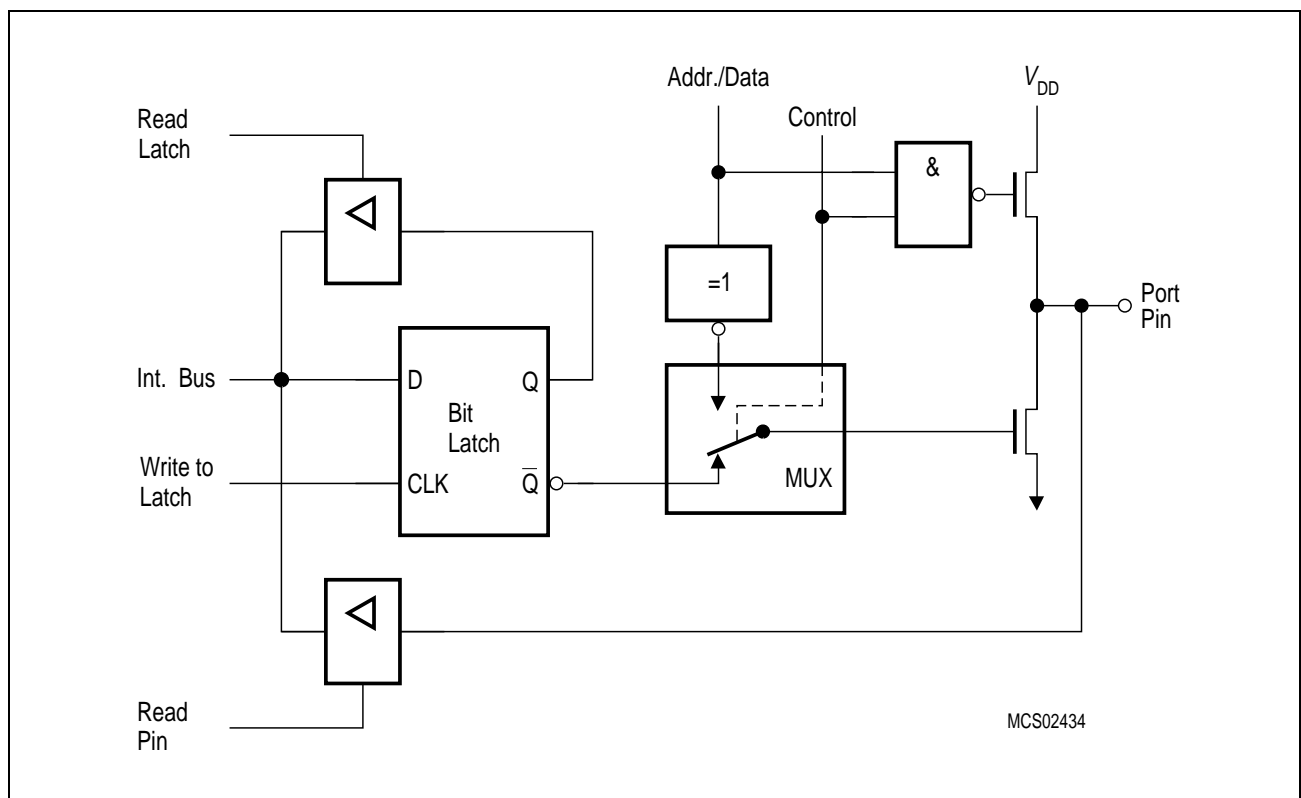 Addr./Data
VDD
Control
Read
Latch
&
=1
Port
Pin
Int. Bus
D
Q
Bit
Latch
Write to
Latch
CLK
Q̅
MUX
Read
Pin
MCS02434